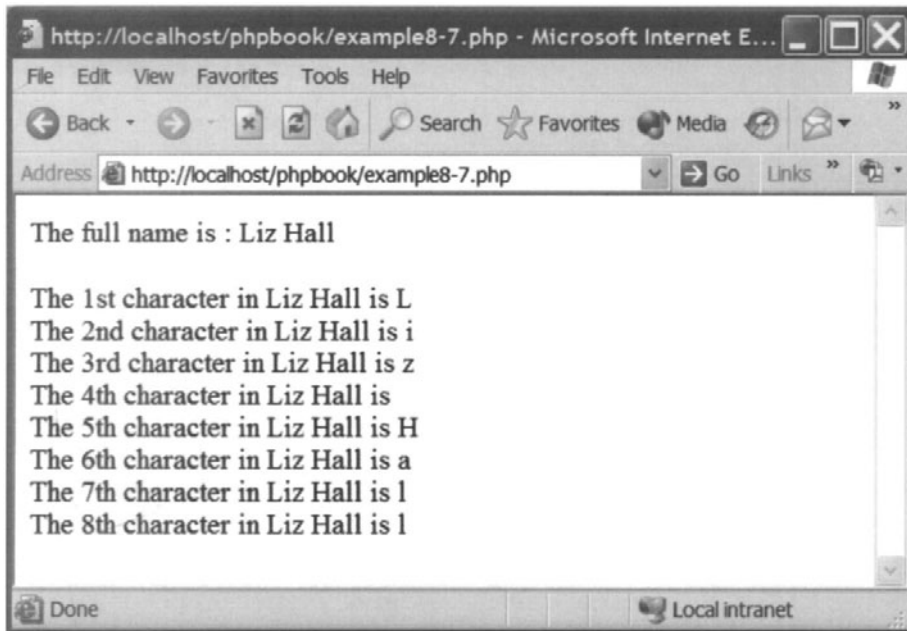 http://localhost/phpbook/example8-7.php - Microsoft Internet E...
File Edit View Favorites Tools Help
Back Search Favorites Media »
Address http://localhost/phpbook/example8-7.php Go Links »
The full name is : Liz Hall
The 1st character in Liz Hall is L
The 2nd character in Liz Hall is i
The 3rd character in Liz Hall is z
The 4th character in Liz Hall is
The 5th character in Liz Hall is H
The 6th character in Liz Hall is a
The 7th character in Liz Hall is l
The 8th character in Liz Hall is l
Done Local intranet